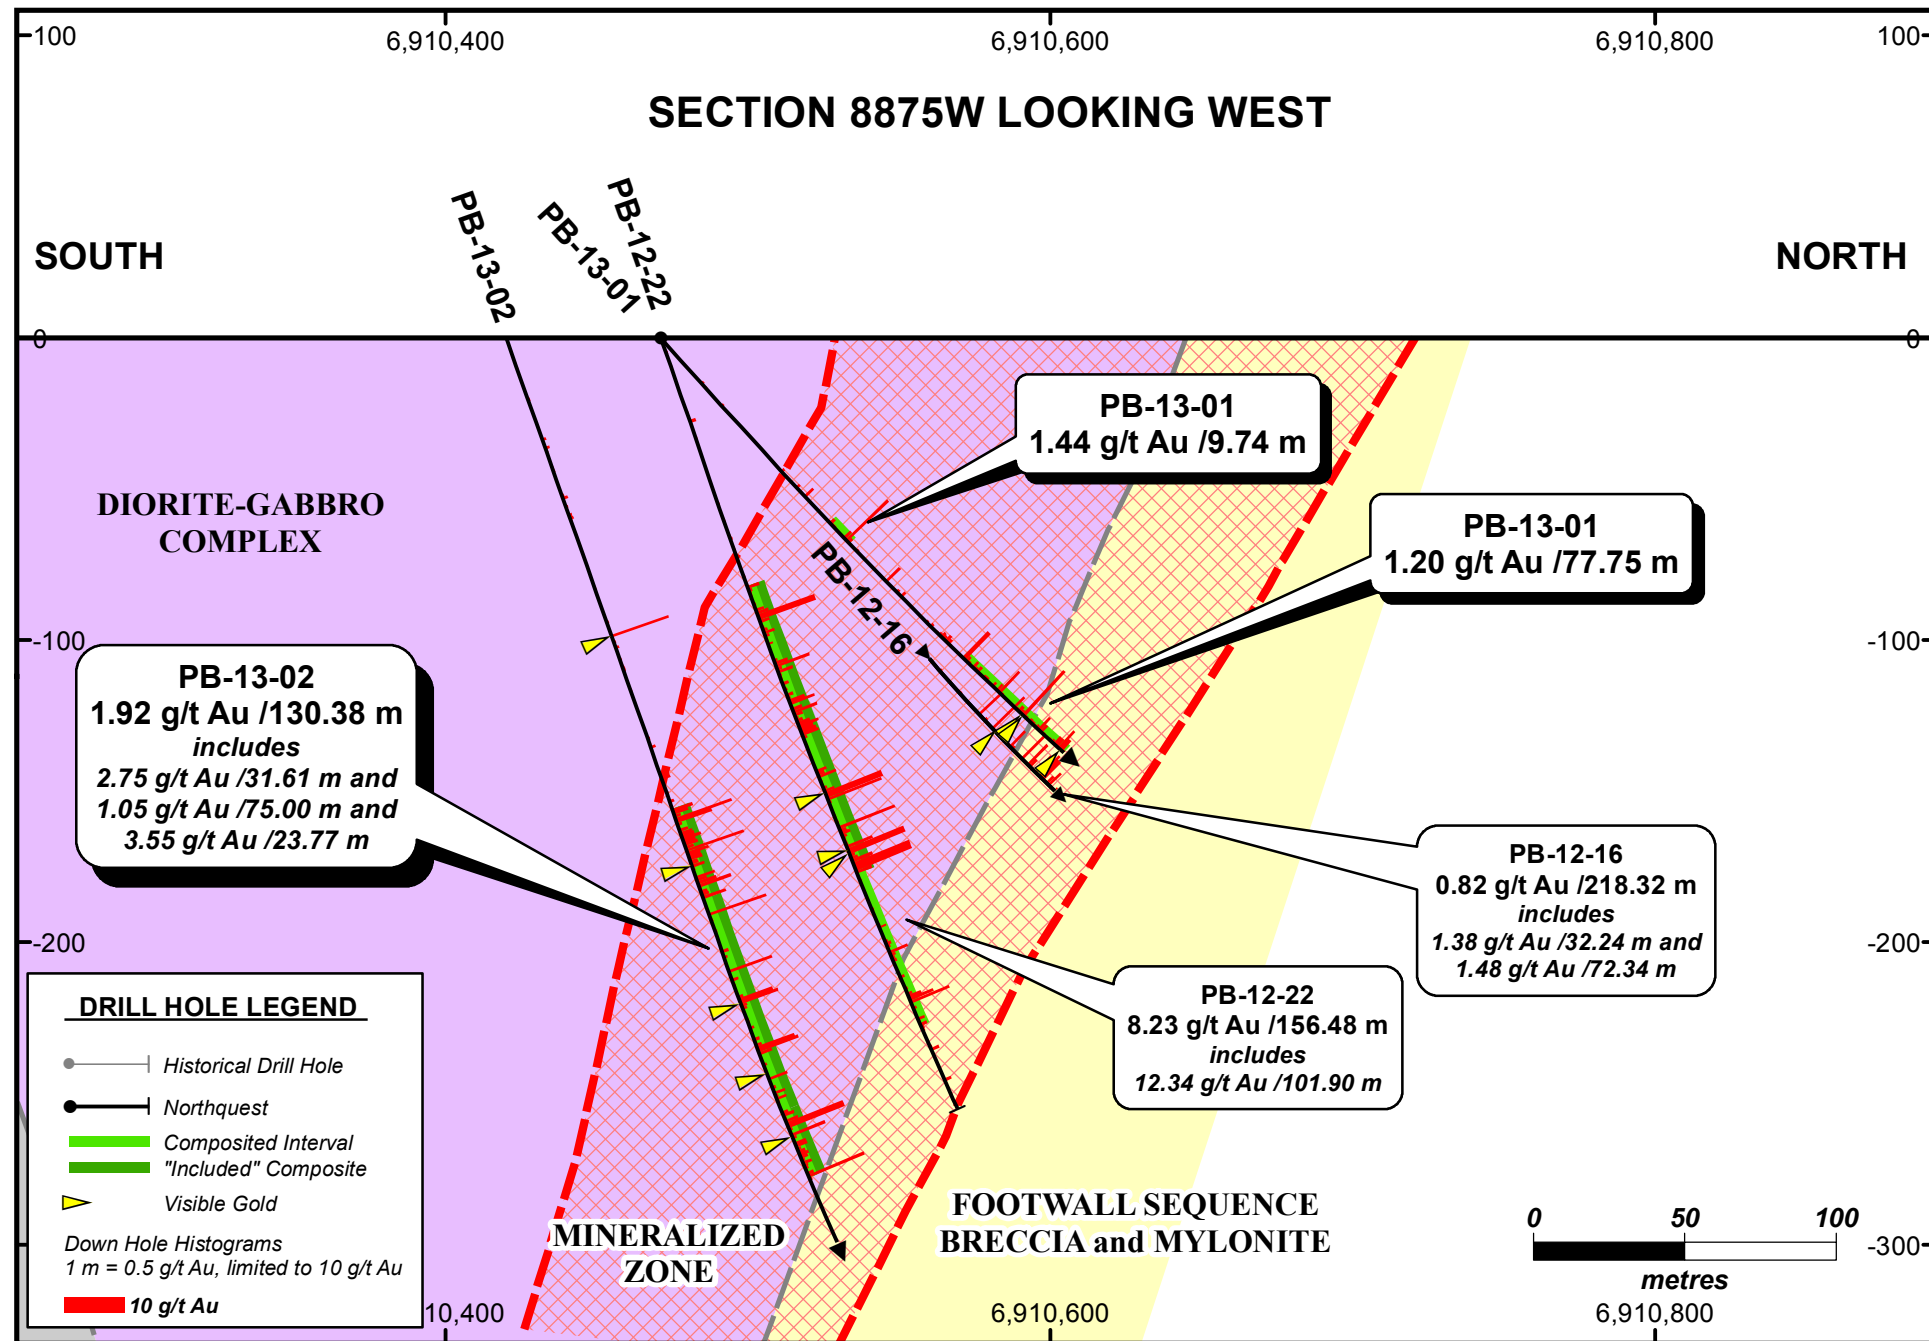 100
6,910,400
6,910,600
6,910,800
100
SECTION 8875W LOOKING WEST
SOUTH
NORTH
PB-13-02
PB-13-01
PB-12-22
0
0
PB-13-01
1.44 g/t Au /9.74 m
DIORITE-GABBRO
COMPLEX
PB-13-01
1.20 g/t Au /77.75 m
PB-12-16
-100
-100
PB-13-02
1.92 g/t Au /130.38 m
includes
2.75 g/t Au /31.61 m and
1.05 g/t Au /75.00 m and
3.55 g/t Au /23.77 m
PB-12-16
0.82 g/t Au /218.32 m
includes
1.38 g/t Au /32.24 m and
1.48 g/t Au /72.34 m
-200
-200
PB-12-22
8.23 g/t Au /156.48 m
includes
12.34 g/t Au /101.90 m
DRILL HOLE LEGEND
Historical Drill Hole
Northquest
Composited Interval
"Included" Composite
Visible Gold
Down Hole Histograms
1 m = 0.5 g/t Au, limited to 10 g/t Au
10 g/t Au
MINERALIZED
ZONE
FOOTWALL SEQUENCE
BRECCIA and MYLONITE
0 50 100
metres
-300
10,400
6,910,600
6,910,800